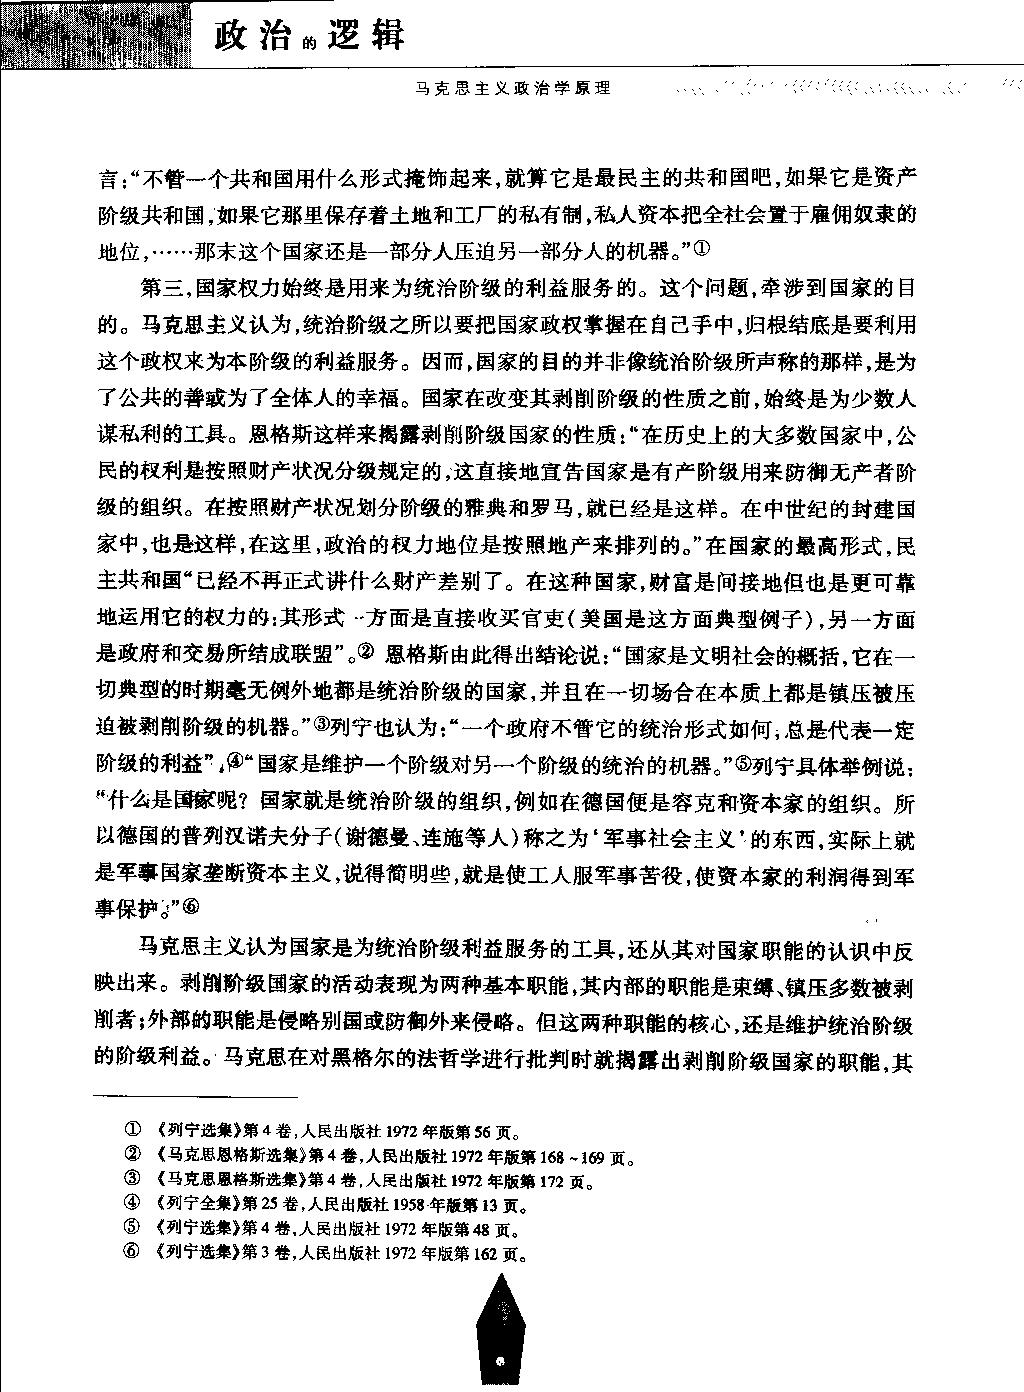 政治的逻辑
马克思主义政治学原理
言:“不管一个共和国用什么形式掩饰起来,就算它是最民主的共和国吧,如果它是资产
阶级共和国,如果它那里保存着土地和工厂的私有制,私人资本把全社会置于雇佣奴隶的
地位,……那末这个国家还是一部分人压迫另一部分人的机器。”①
第三,国家权力始终是用来为统治阶级的利益服务的。这个问题,牵涉到国家的目
的。马克思主义认为,统治阶级之所以要把国家政权掌握在自己手中,归根结底是要利用
这个政权来为本阶级的利益服务。因而,国家的目的并非像统治阶级所声称的那样,是为
了公共的善或为了全体人的幸福。国家在改变其剥削阶级的性质之前,始终是为少数人
谋私利的工具。恩格斯这样来揭露剥削阶级国家的性质:“在历史上的大多数国家中,公
民的权利是按照财产状况分级规定的,这直接地宣告国家是有产阶级用来防御无产者阶
级的组织。在按照财产状况划分阶级的雅典和罗马,就已经是这样。在中世纪的封建国
家中,也是这样,在这里,政治的权力地位是按照地产来排列的。”在国家的最高形式,民
主共和国“已经不再正式讲什么财产差别了。在这种国家,财富是间接地但也是更可靠
地运用它的权力的:其形式一方面是直接收买官吏(美国是这方面典型例子),另一方面
是政府和交易所结成联盟”。② 恩格斯由此得出结论说:“国家是文明社会的概括,它在一
切典型的时期毫无例外地都是统治阶级的国家,并且在一切场合在本质上都是镇压被压
迫被剥削阶级的机器。”③列宁也认为:“一个政府不管它的统治形式如何,总是代表一定
阶级的利益”,④“国家是维护一个阶级对另一个阶级的统治的机器。”⑤列宁具体举例说:
“什么是国家呢?国家就是统治阶级的组织,例如在德国便是容克和资本家的组织。所
以德国的普列汉诺夫分子(谢德曼、连施等人)称之为‘军事社会主义’的东西,实际上就
是军事国家垄断资本主义,说得简明些,就是使工人服军事苦役,使资本家的利润得到军
事保护。”⑥
马克思主义认为国家是为统治阶级利益服务的工具,还从其对国家职能的认识中反
映出来。剥削阶级国家的活动表现为两种基本职能,其内部的职能是束缚、镇压多数被剥
削者;外部的职能是侵略别国或防御外来侵略。但这两种职能的核心,还是维护统治阶级
的阶级利益。马克思在对黑格尔的法哲学进行批判时就揭露出剥削阶级国家的职能,其
① 《列宁选集》第4卷,人民出版社1972年版第56页。
② 《马克思恩格斯选集》第4卷,人民出版社1972年版第168~169页。
③ 《马克思恩格斯选集》第4卷,人民出版社1972年版第172页。
④ 《列宁全集》第25卷,人民出版社1958年版第13页。
⑤ 《列宁选集》第4卷,人民出版社1972年版第48页。
⑥ 《列宁选集》第3卷,人民出版社1972年版第162页。